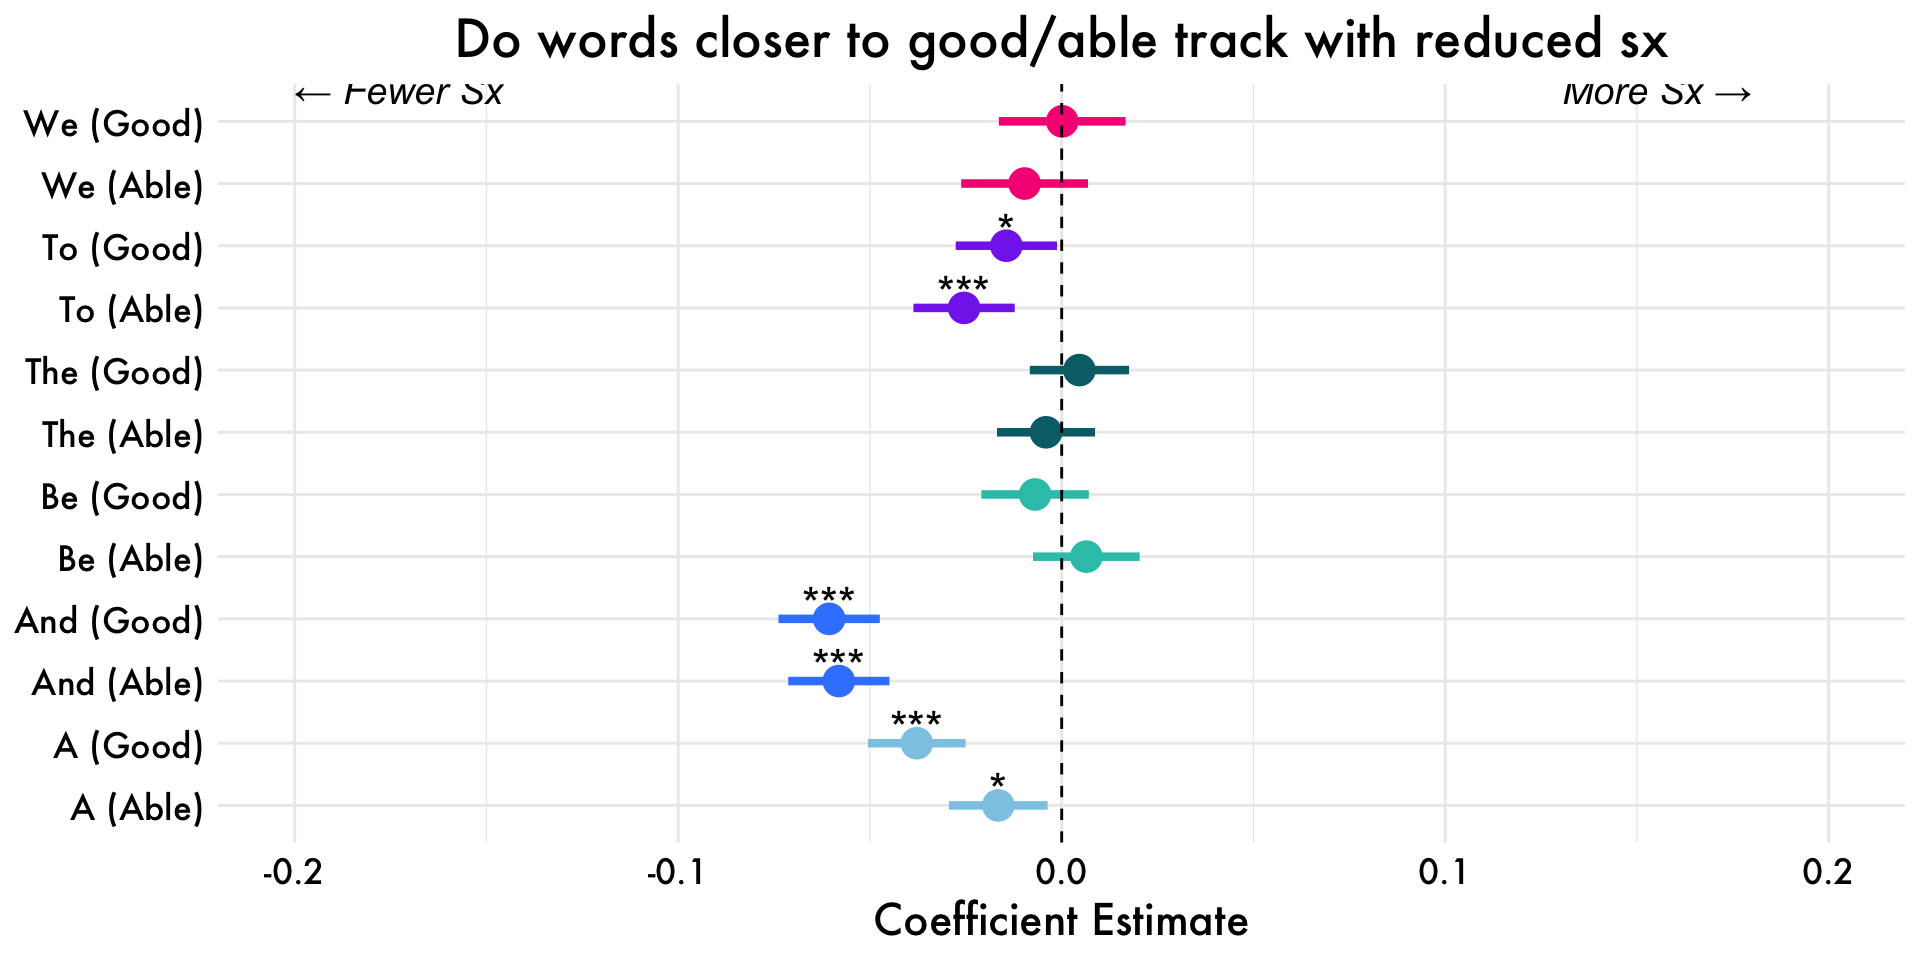 Do words closer to good/able track with reduced sx
← Fewer Sx
More Sx →
We (Good)
We (Able)
*
To (Good)
***
To (Able)
The (Good)
The (Able)
Be (Good)
Be (Able)
***
And (Good)
***
And (Able)
***
A (Good)
*
A (Able)
-0.2
-0.1
0.0
0.1
0.2
Coefficient Estimate